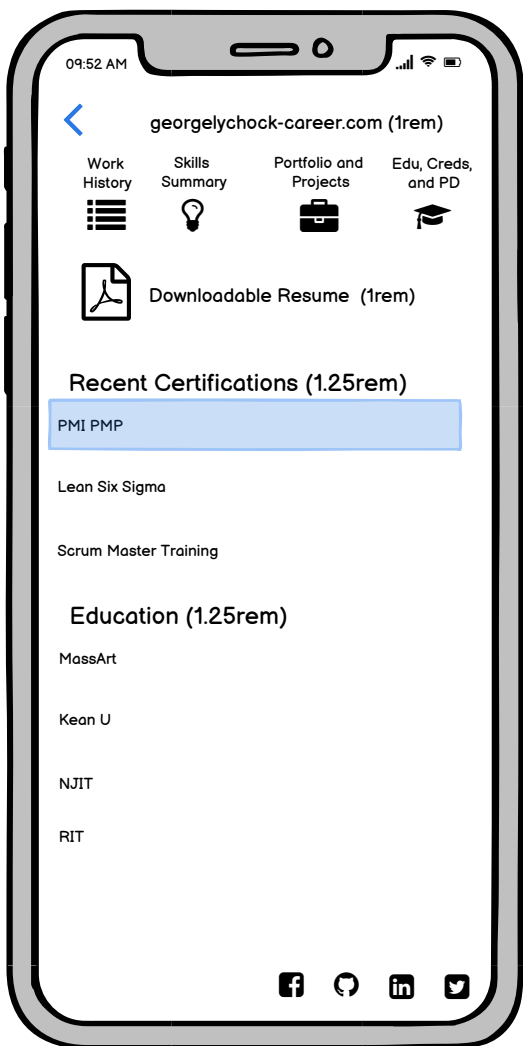 09:52 AM
georgelychock-career.com (1rem)
Work History
Skills Summary
Portfolio and Projects
Edu, Creds, and PD
Downloadable Resume (1rem)
Recent Certifications (1.25rem)
PMI PMP
Lean Six Sigma
Scrum Master Training
Education (1.25rem)
MassArt
Kean U
NJIT
RIT
in